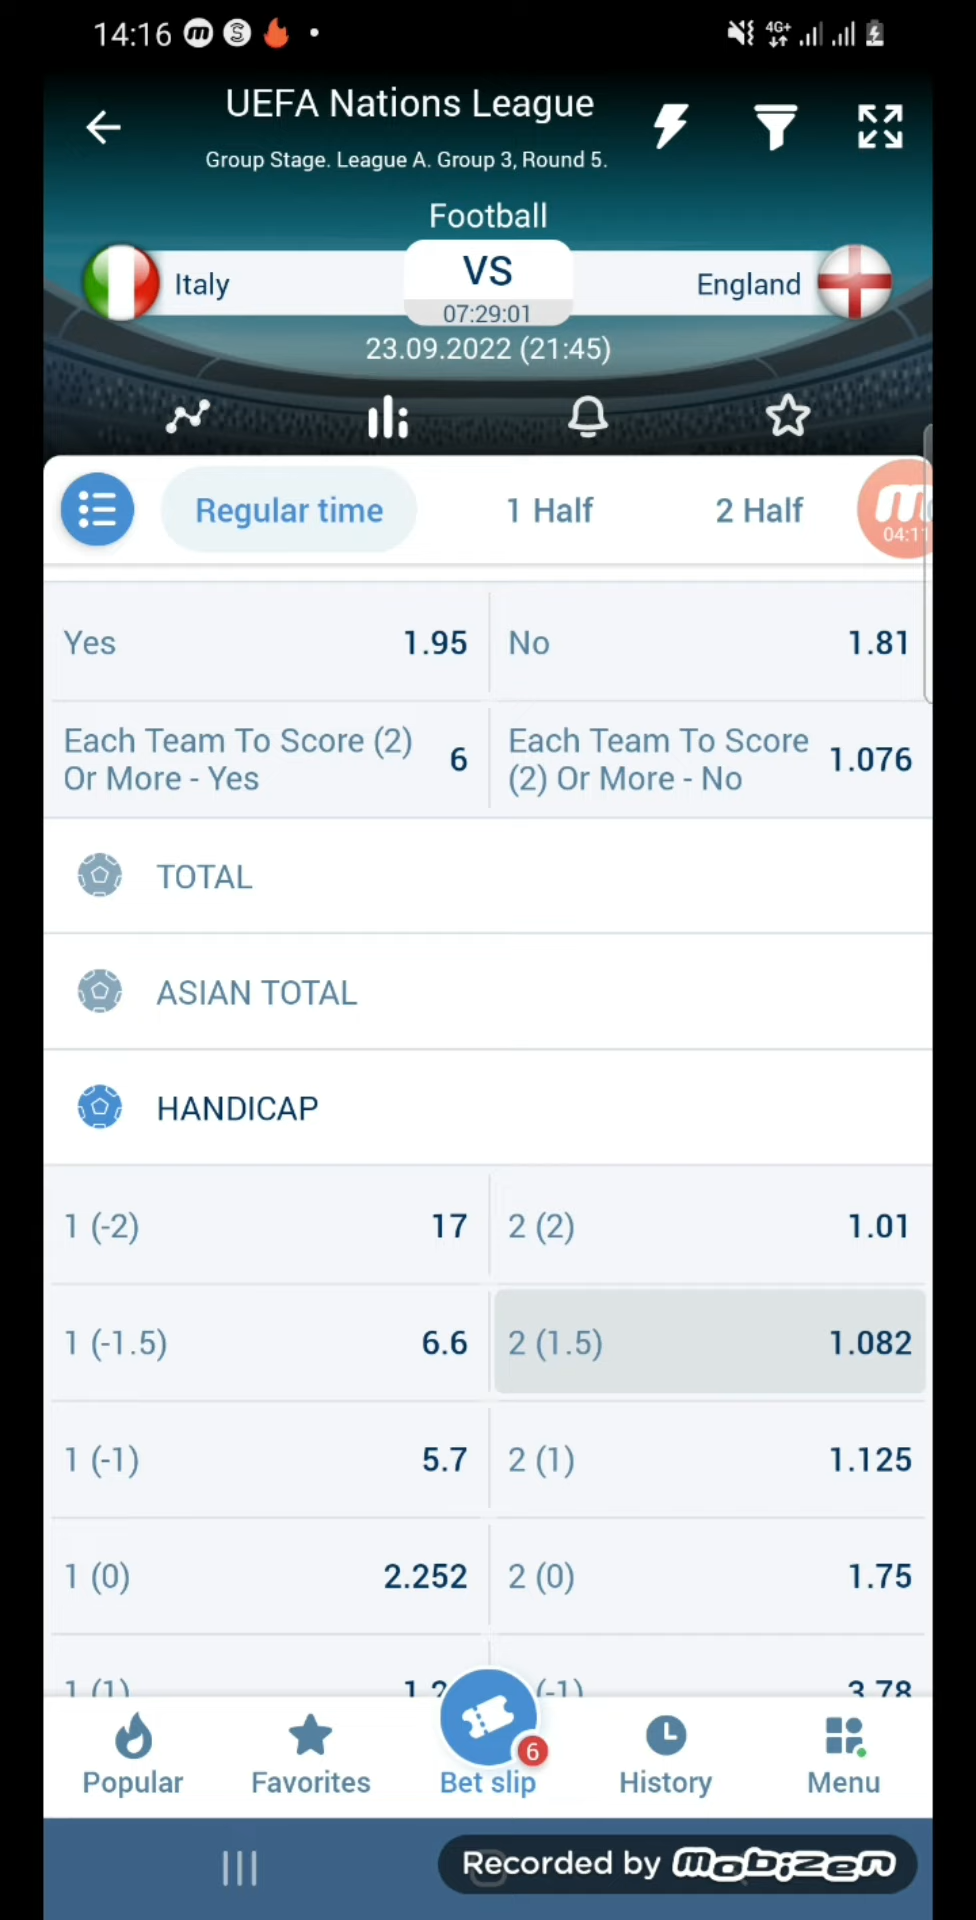 14:16
4G+
UEFA Nations League
Group Stage. League A. Group 3, Round 5.
Football
Italy
VS
England
07:29:01
23.09.2022 (21:45)
Regular time
1 Half
2 Half
04:11
Yes 1.95
No 1.81
Each Team To Score (2)
Or More - Yes
6
Each Team To Score
(2) Or More - No
1.076
TOTAL
ASIAN TOTAL
HANDICAP
1 (-2) 17
2 (2) 1.01
1 (-1.5) 6.6
2 (1.5) 1.082
1 (-1) 5.7
2 (1) 1.125
1 (0) 2.252
2 (0) 1.75
1 (1)
(-1) 3.78
6
Popular
Favorites
Bet slip
History
Menu
Recorded by mobizen